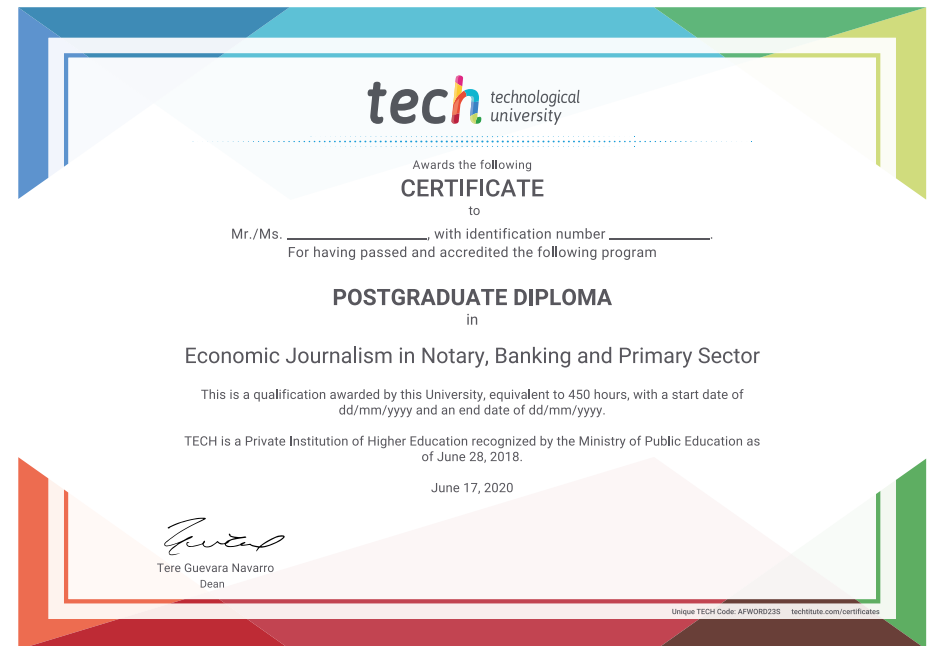 tech technological
university
Awards the following
CERTIFICATE
to
Mr./Ms. ____________________, with identification number ______________.
For having passed and accredited the following program
POSTGRADUATE DIPLOMA
in
Economic Journalism in Notary, Banking and Primary Sector
This is a qualification awarded by this University, equivalent to 450 hours, with a start date of
dd/mm/yyyy and an end date of dd/mm/yyyy.
TECH is a Private Institution of Higher Education recognized by the Ministry of Public Education as
of June 28, 2018.
June 17, 2020
Tere Guevara Navarro
Dean
Unique TECH Code: AFWORD23S techtitute.com/certificates